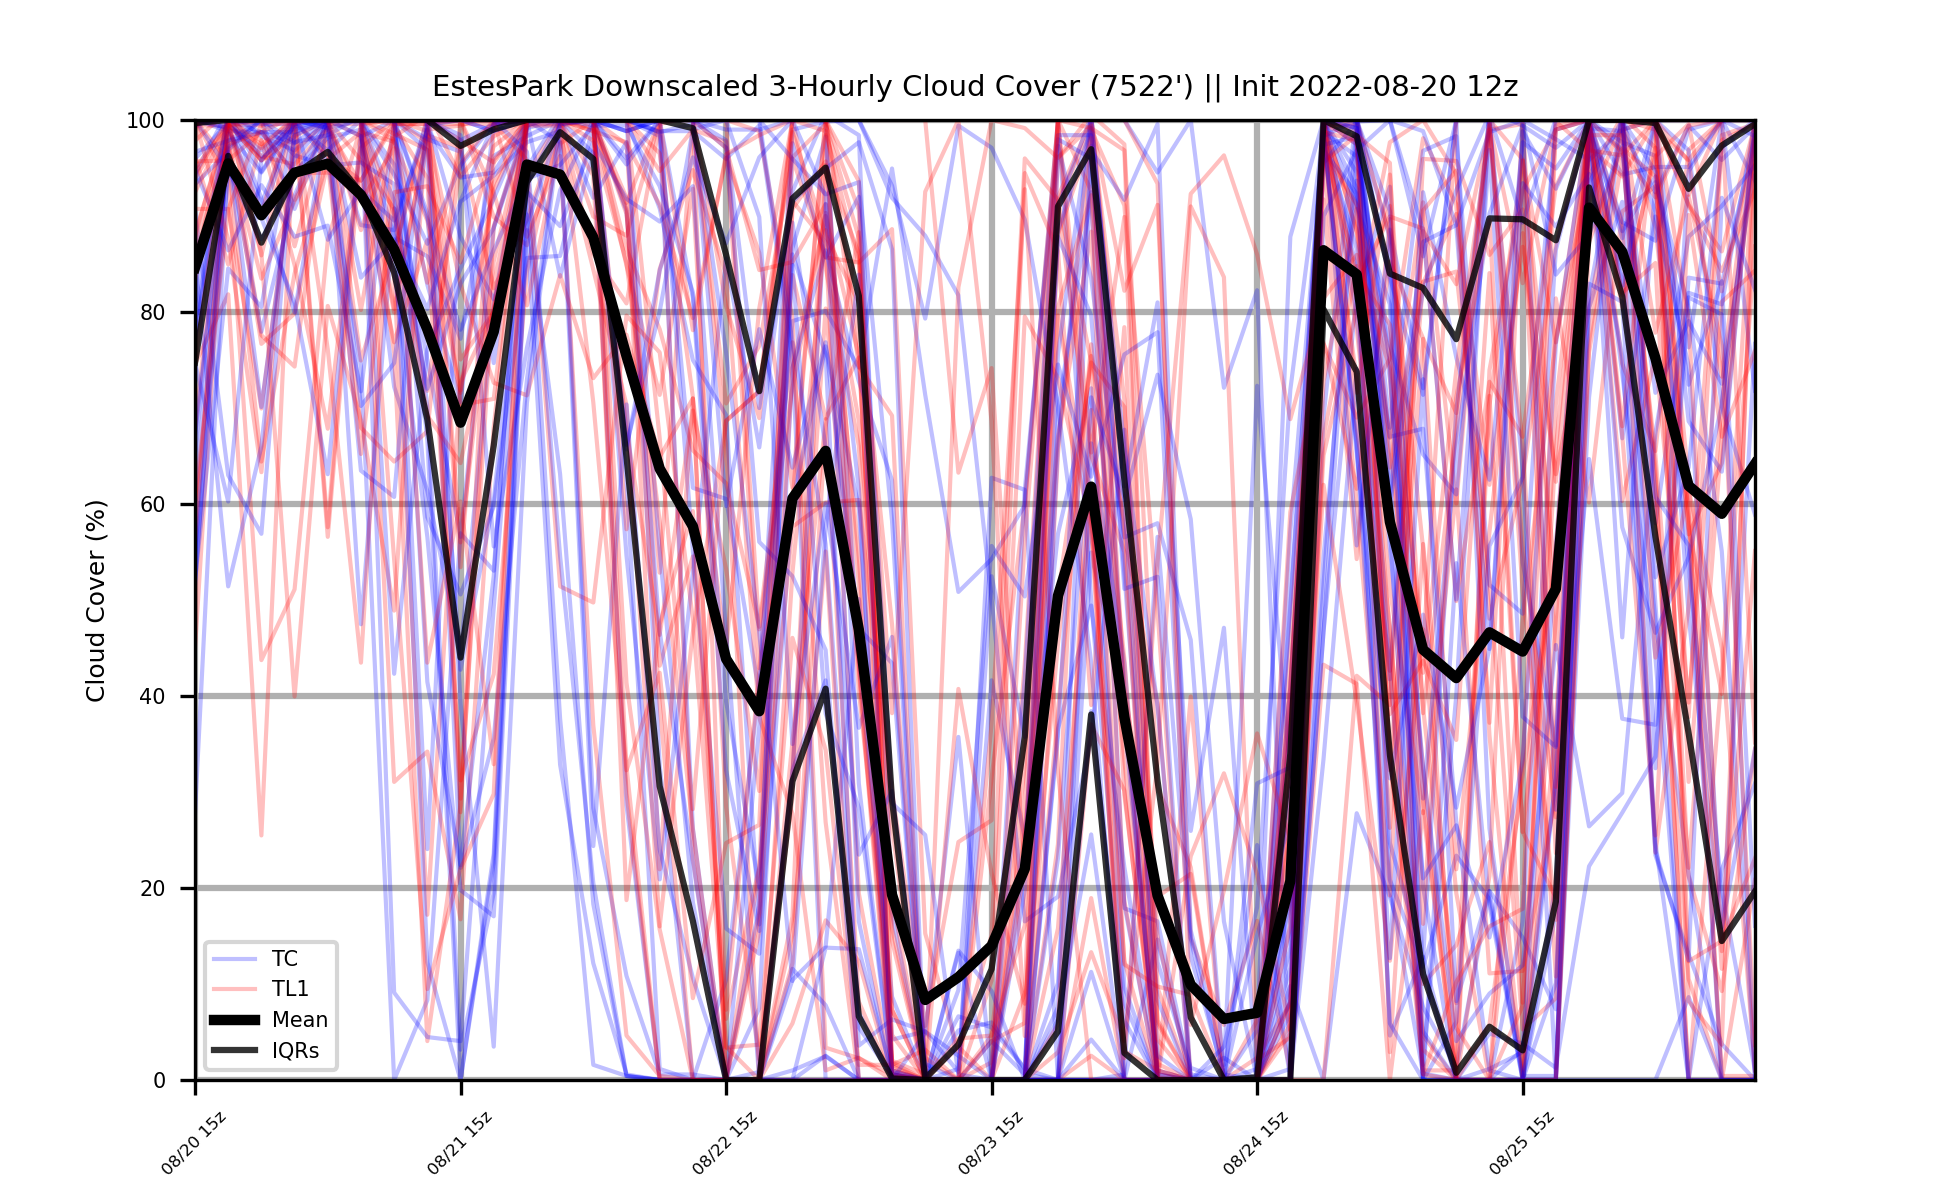 EstesPark Downscaled 3-Hourly Cloud Cover (7522') || Init 2022-08-20 12z
Cloud Cover (%)
100
80
60
40
20
0
TC
TL1
Mean
IQRs
08/20 15z
08/21 15z
08/22 15z
08/23 15z
08/24 15z
08/25 15z